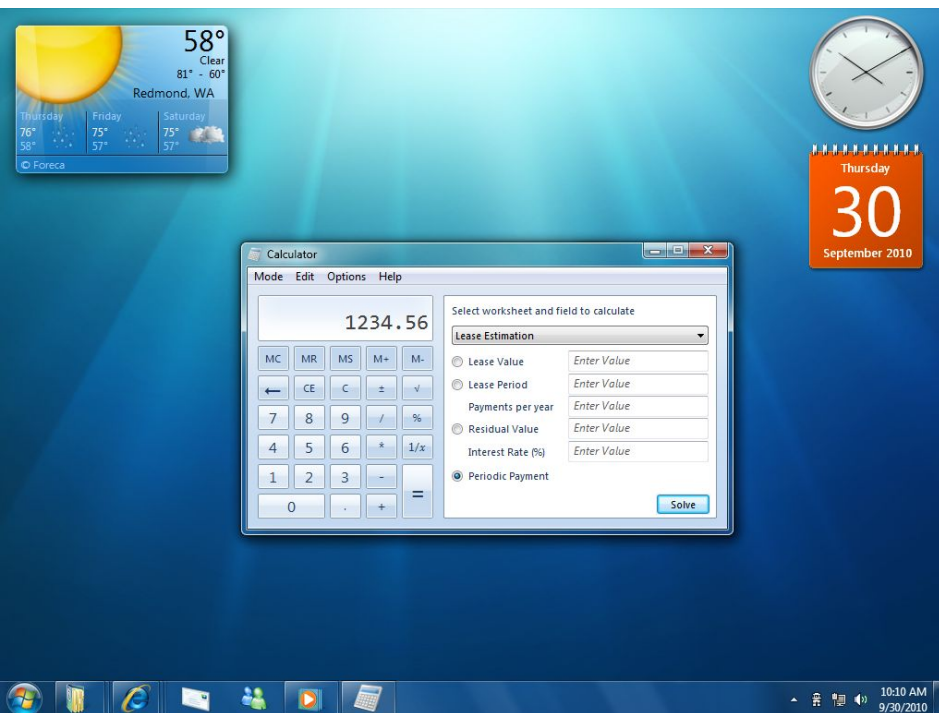 58°
Clear
81° - 60°
Redmond, WA
Thursday Friday Saturday
76° 75° 75°
58° 57° 57°
© Foreca
Thursday
30
September 2010
Calculator
Mode Edit Options Help
1234.56
MC MR MS M+ M-
← CE C ± √
7 8 9 / %
4 5 6 * 1/x
1 2 3 - =
0 . +
Select worksheet and field to calculate
Lease Estimation
Lease Value Enter Value
Lease Period Enter Value
Payments per year Enter Value
Residual Value Enter Value
Interest Rate (%) Enter Value
Periodic Payment
Solve
10:10 AM
9/30/2010